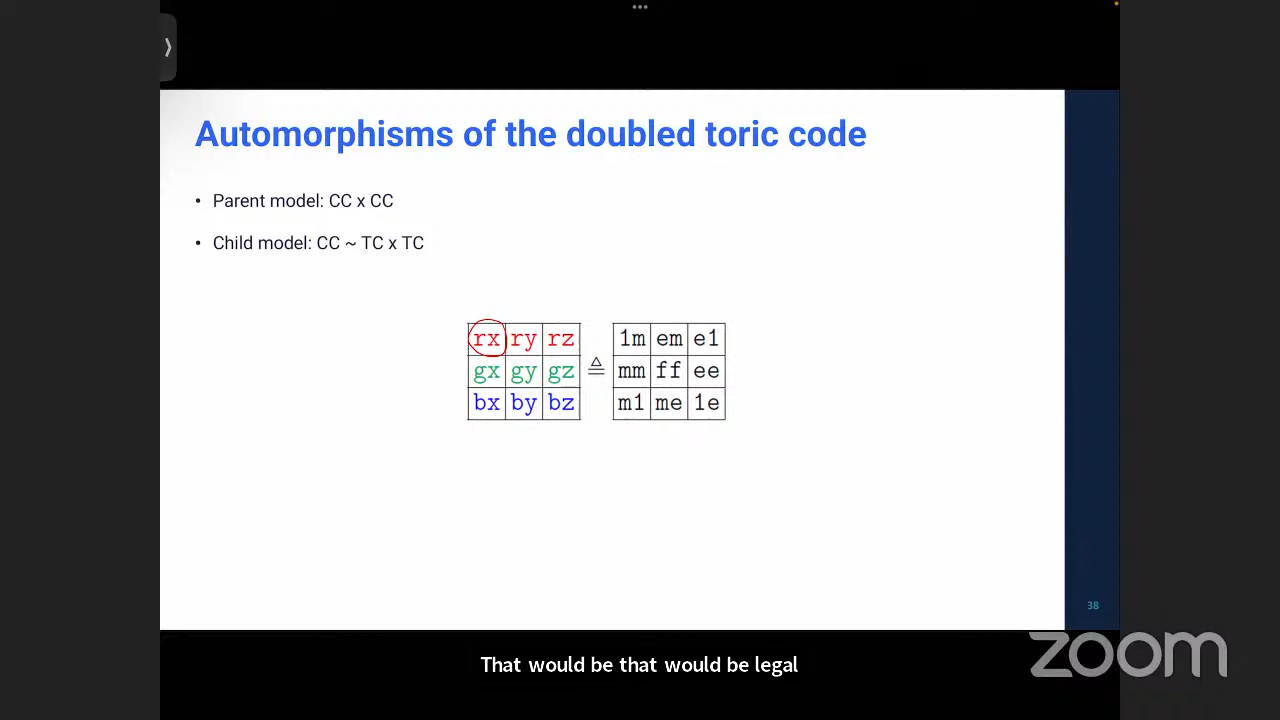 Automorphisms of the doubled toric code
• Parent model: CC x CC
• Child model: CC ~ TC x TC
rx ry rz 1m em e1
gx gy gz ≜ mm ff ee
bx by bz m1 me 1e
38
That would be that would be legal
zoom